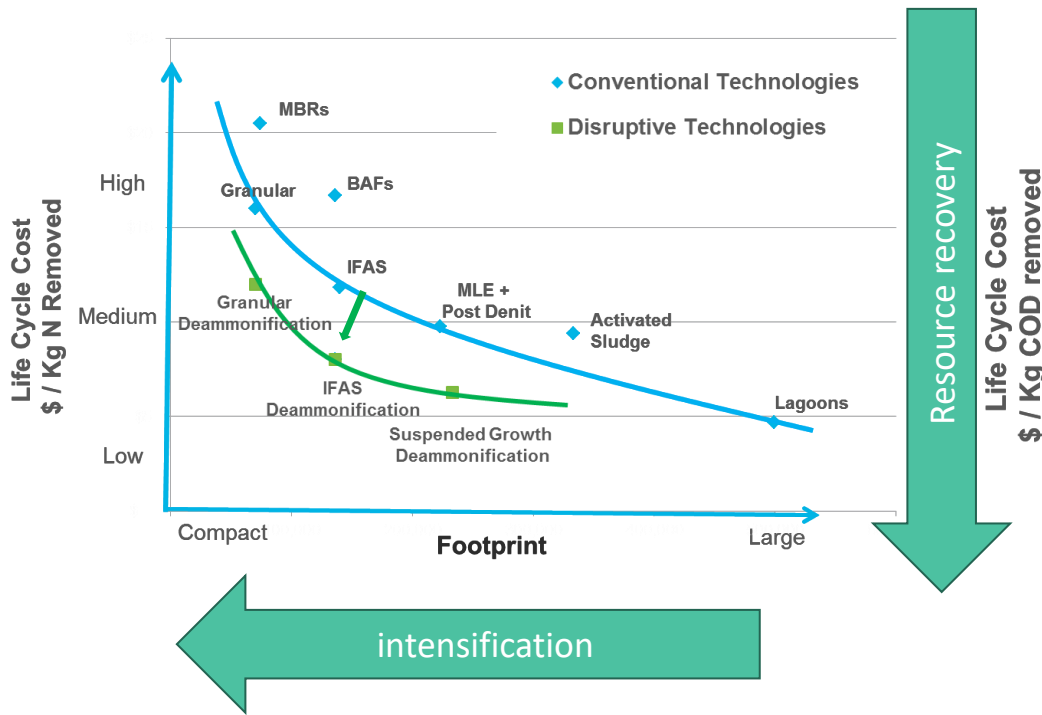 Conventional Technologies
Disruptive Technologies
MBRs
High
Granular
BAFs
IFAS
Granular
Deammonification
MLE +
Post Denit
Medium
Activated
Sludge
IFAS
Deammonification
Lagoons
Suspended Growth
Deammonification
Low
Compact
Footprint
Large
Life Cycle Cost
$ / Kg N Removed
Resource recovery
Life Cycle Cost
$ / Kg COD removed
intensification